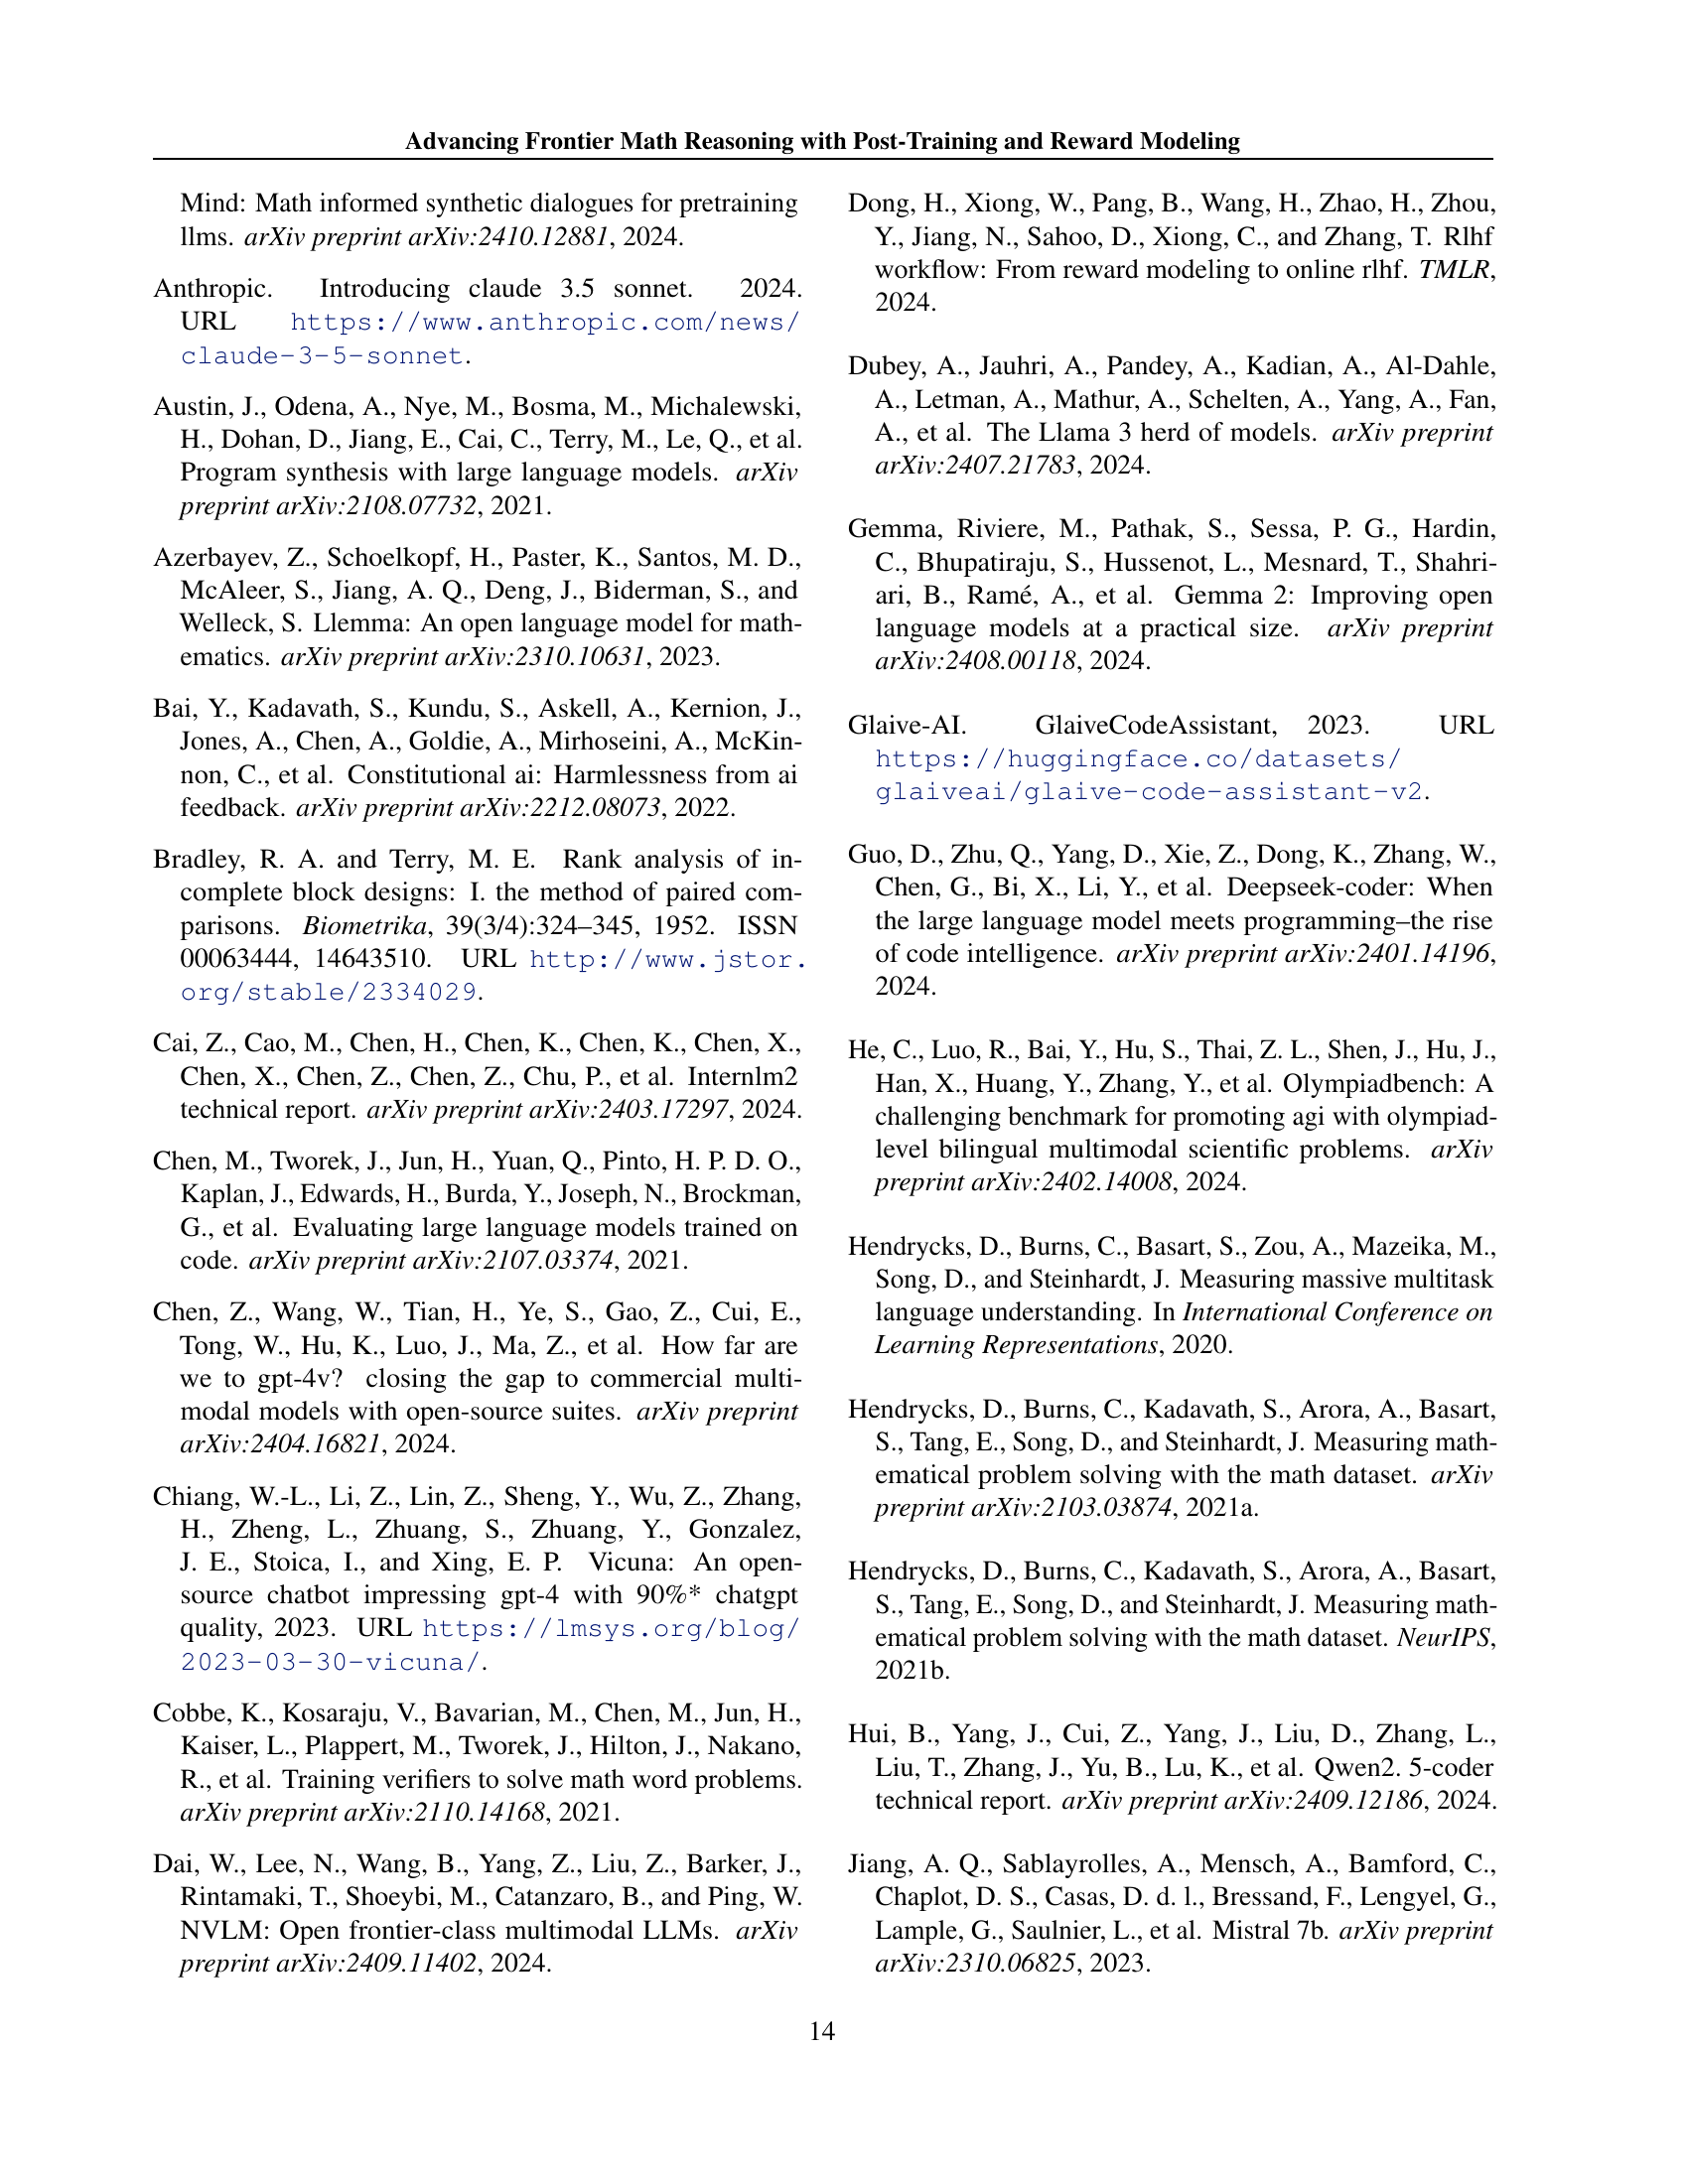 Advancing Frontier Math Reasoning with Post-Training and Reward Modeling
Mind: Math informed synthetic dialogues for pretraining
llms. arXiv preprint arXiv:2410.12881, 2024.
Anthropic. Introducing claude 3.5 sonnet. 2024.
URL https://www.anthropic.com/news/
claude-3-5-sonnet.
Austin, J., Odena, A., Nye, M., Bosma, M., Michalewski,
H., Dohan, D., Jiang, E., Cai, C., Terry, M., Le, Q., et al.
Program synthesis with large language models. arXiv
preprint arXiv:2108.07732, 2021.
Azerbayev, Z., Schoelkopf, H., Paster, K., Santos, M. D.,
McAleer, S., Jiang, A. Q., Deng, J., Biderman, S., and
Welleck, S. Llemma: An open language model for math-
ematics. arXiv preprint arXiv:2310.10631, 2023.
Bai, Y., Kadavath, S., Kundu, S., Askell, A., Kernion, J.,
Jones, A., Chen, A., Goldie, A., Mirhoseini, A., McKin-
non, C., et al. Constitutional ai: Harmlessness from ai
feedback. arXiv preprint arXiv:2212.08073, 2022.
Bradley, R. A. and Terry, M. E. Rank analysis of in-
complete block designs: I. the method of paired com-
parisons. Biometrika, 39(3/4):324–345, 1952. ISSN
00063444, 14643510. URL http://www.jstor.
org/stable/2334029.
Cai, Z., Cao, M., Chen, H., Chen, K., Chen, K., Chen, X.,
Chen, X., Chen, Z., Chen, Z., Chu, P., et al. Internlm2
technical report. arXiv preprint arXiv:2403.17297, 2024.
Chen, M., Tworek, J., Jun, H., Yuan, Q., Pinto, H. P. D. O.,
Kaplan, J., Edwards, H., Burda, Y., Joseph, N., Brockman,
G., et al. Evaluating large language models trained on
code. arXiv preprint arXiv:2107.03374, 2021.
Chen, Z., Wang, W., Tian, H., Ye, S., Gao, Z., Cui, E.,
Tong, W., Hu, K., Luo, J., Ma, Z., et al. How far are
we to gpt-4v? closing the gap to commercial multi-
modal models with open-source suites. arXiv preprint
arXiv:2404.16821, 2024.
Chiang, W.-L., Li, Z., Lin, Z., Sheng, Y., Wu, Z., Zhang,
H., Zheng, L., Zhuang, S., Zhuang, Y., Gonzalez,
J. E., Stoica, I., and Xing, E. P. Vicuna: An open-
source chatbot impressing gpt-4 with 90%* chatgpt
quality, 2023. URL https://lmsys.org/blog/
2023-03-30-vicuna/.
Cobbe, K., Kosaraju, V., Bavarian, M., Chen, M., Jun, H.,
Kaiser, L., Plappert, M., Tworek, J., Hilton, J., Nakano,
R., et al. Training verifiers to solve math word problems.
arXiv preprint arXiv:2110.14168, 2021.
Dai, W., Lee, N., Wang, B., Yang, Z., Liu, Z., Barker, J.,
Rintamaki, T., Shoeybi, M., Catanzaro, B., and Ping, W.
NVLM: Open frontier-class multimodal LLMs. arXiv
preprint arXiv:2409.11402, 2024.
Dong, H., Xiong, W., Pang, B., Wang, H., Zhao, H., Zhou,
Y., Jiang, N., Sahoo, D., Xiong, C., and Zhang, T. Rlhf
workflow: From reward modeling to online rlhf. TMLR,
2024.
Dubey, A., Jauhri, A., Pandey, A., Kadian, A., Al-Dahle,
A., Letman, A., Mathur, A., Schelten, A., Yang, A., Fan,
A., et al. The Llama 3 herd of models. arXiv preprint
arXiv:2407.21783, 2024.
Gemma, Riviere, M., Pathak, S., Sessa, P. G., Hardin,
C., Bhupatiraju, S., Hussenot, L., Mesnard, T., Shahri-
ari, B., Ramé, A., et al. Gemma 2: Improving open
language models at a practical size. arXiv preprint
arXiv:2408.00118, 2024.
Glaive-AI. GlaiveCodeAssistant, 2023. URL
https://huggingface.co/datasets/
glaiveai/glaive-code-assistant-v2.
Guo, D., Zhu, Q., Yang, D., Xie, Z., Dong, K., Zhang, W.,
Chen, G., Bi, X., Li, Y., et al. Deepseek-coder: When
the large language model meets programming–the rise
of code intelligence. arXiv preprint arXiv:2401.14196,
2024.
He, C., Luo, R., Bai, Y., Hu, S., Thai, Z. L., Shen, J., Hu, J.,
Han, X., Huang, Y., Zhang, Y., et al. Olympiadbench: A
challenging benchmark for promoting agi with olympiad-
level bilingual multimodal scientific problems. arXiv
preprint arXiv:2402.14008, 2024.
Hendrycks, D., Burns, C., Basart, S., Zou, A., Mazeika, M.,
Song, D., and Steinhardt, J. Measuring massive multitask
language understanding. In International Conference on
Learning Representations, 2020.
Hendrycks, D., Burns, C., Kadavath, S., Arora, A., Basart,
S., Tang, E., Song, D., and Steinhardt, J. Measuring math-
ematical problem solving with the math dataset. arXiv
preprint arXiv:2103.03874, 2021a.
Hendrycks, D., Burns, C., Kadavath, S., Arora, A., Basart,
S., Tang, E., Song, D., and Steinhardt, J. Measuring math-
ematical problem solving with the math dataset. NeurIPS,
2021b.
Hui, B., Yang, J., Cui, Z., Yang, J., Liu, D., Zhang, L.,
Liu, T., Zhang, J., Yu, B., Lu, K., et al. Qwen2. 5-coder
technical report. arXiv preprint arXiv:2409.12186, 2024.
Jiang, A. Q., Sablayrolles, A., Mensch, A., Bamford, C.,
Chaplot, D. S., Casas, D. d. l., Bressand, F., Lengyel, G.,
Lample, G., Saulnier, L., et al. Mistral 7b. arXiv preprint
arXiv:2310.06825, 2023.
14